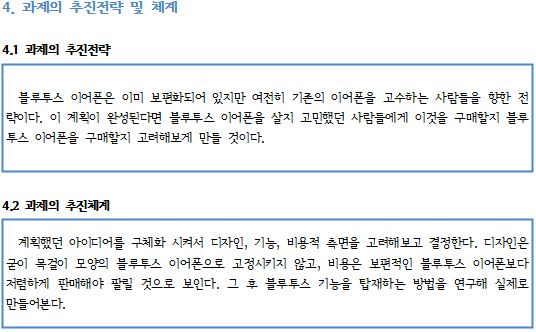 4. 과제의 추진전략 및 체계
4.1 과제의 추진전략
블루투스 이어폰은 이미 보편화되어 있지만 여전히 기존의 이어폰을 고수하는 사람들을 향한 전
략이다. 이 계획이 완성된다면 블루투스 이어폰을 살지 고민했던 사람들에게 이것을 구매할지 블루
투스 이어폰을 구매할지 고려해보게 만들 것이다.
4.2 과제의 추진체계
계획했던 아이디어를 구체화 시켜서 디자인, 기능, 비용적 측면을 고려해보고 결정한다. 디자인은
굳이 목걸이 모양의 블루투스 이어폰으로 고정시키지 않고, 비용은 보편적인 블루투스 이어폰보다
저렴하게 판매해야 팔릴 것으로 보인다. 그 후 블루투스 기능을 탑재하는 방법을 연구해 실제로
만들어본다.